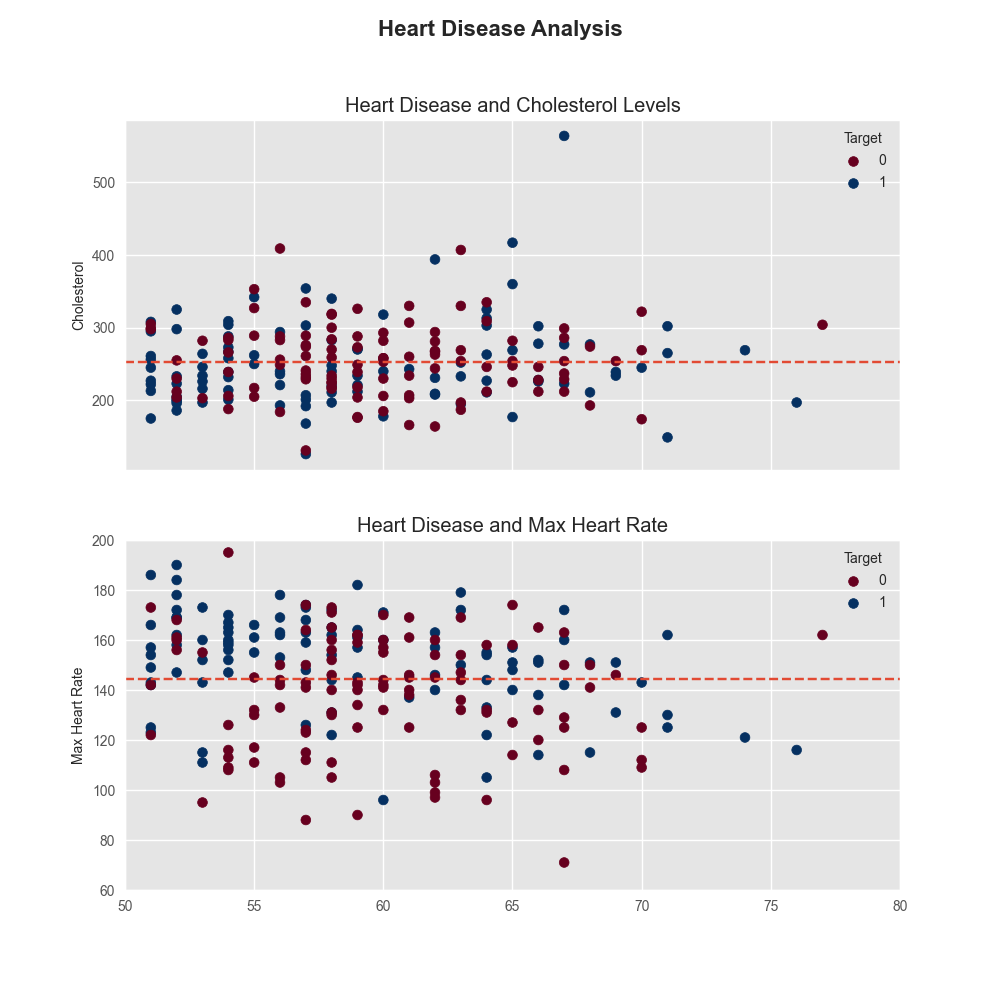 Heart Disease Analysis
Heart Disease and Cholesterol Levels
Target
0
1
500
400
300
200
Cholesterol
Heart Disease and Max Heart Rate
Target
0
1
200
180
160
140
120
100
80
60
Max Heart Rate
50 55 60 65 70 75 80